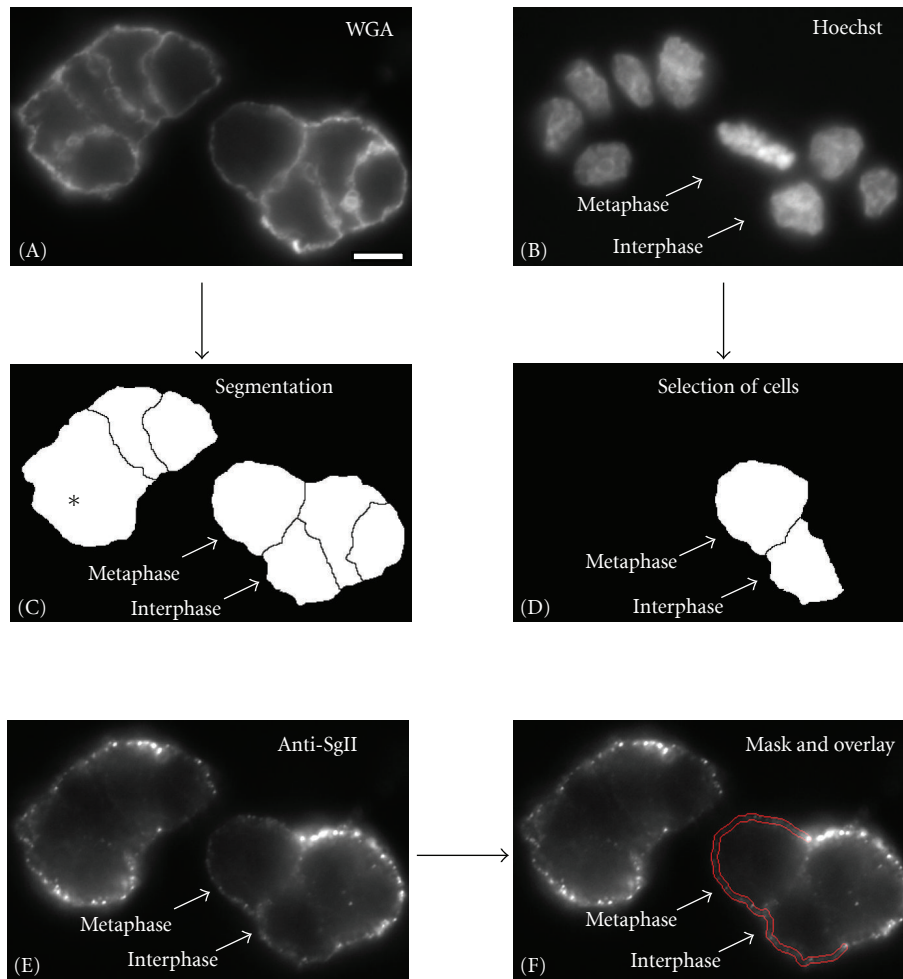 WGA
(A)
Hoechst
Metaphase
Interphase
(B)
Segmentation
*
Metaphase
Interphase
(C)
Selection of cells
Metaphase
Interphase
(D)
Anti-SgII
Metaphase
Interphase
(E)
Mask and overlay
Metaphase
Interphase
(F)